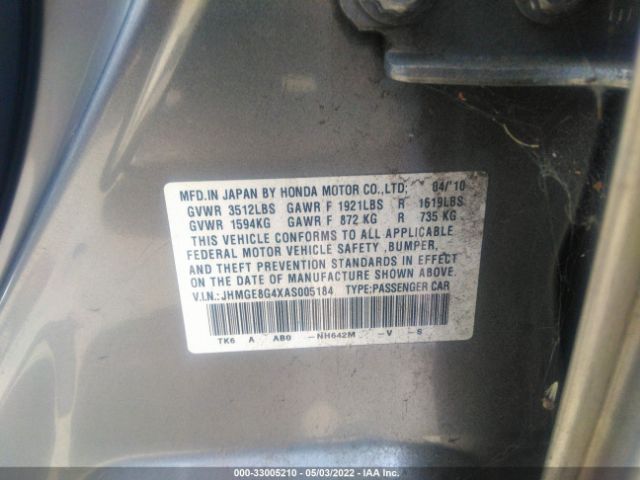 MFD.IN JAPAN BY HONDA MOTOR CO.,LTD. 04/'10
GVWR 3512LBS GAWR F 1921LBS R 1619LBS
GVWR 1594KG GAWR F 872 KG R 735 KG
THIS VEHICLE CONFORMS TO ALL APPLICABLE
FEDERAL MOTOR VEHICLE SAFETY ,BUMPER,
AND THEFT PREVENTION STANDARDS IN EFFECT
ON THE DATE OF MANUFACTURE SHOWN ABOVE.
V.I.N.:JHMGE8G4XAS005184 TYPE:PASSENGER CAR
TK6 A AB0 -NH642M -V -S
000-33005210 - 05/03/2022 - IAA Inc.